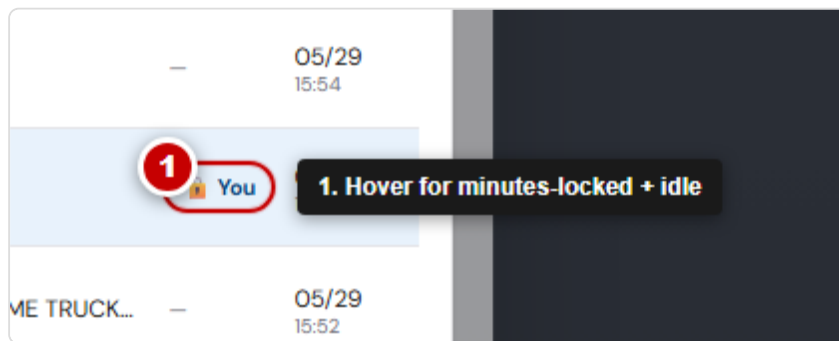 —
05/29
15:54
1
You
1. Hover for minutes-locked + idle
ME TRUCK...
—
05/29
15:52